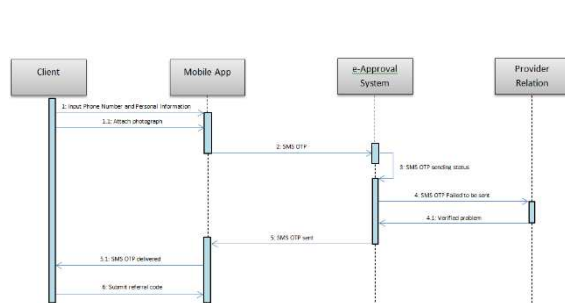 Client
Mobile App
e-Approval
System
Provider
Relation
1: Input Phone Number and Personal Information
1.1: Attach photograph
2: SMS OTP
3: SMS OTP sending status
4: SMS OTP Failed to be sent
4.1: Verified problem
5: SMS OTP sent
5.1: SMS OTP delivered
6: Submit referral code